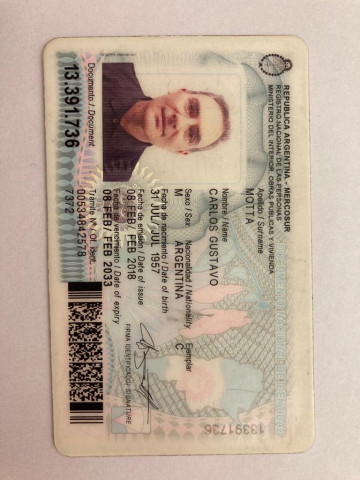 REPUBLICA ARGENTINA - MERCOSUR
REGISTRO NACIONAL DE LAS PERSONAS
MINISTERIO DEL INTERIOR, OBRAS PUBLICAS Y VIVIENDA
Apellido / Surname
MOTTA
Nombre / Name
CARLOS GUSTAVO
Sexo / Sex
Nacionalidad / Nationality
Ejemplar
M
ARGENTINA
C
Fecha de nacimiento / Date of birth
31 JUL/ JUL 1957
Fecha de emisión / Date of issue
08 FEB/ FEB 2018
Fecha de vencimiento / Date of expiry
08 FEB/ FEB 2033
FIRMA IDENTIFICADO / SIGNATURE
Documento / Document
13.391.736
Trámite Nº / Of. ident.
00534842578
7372
13391736